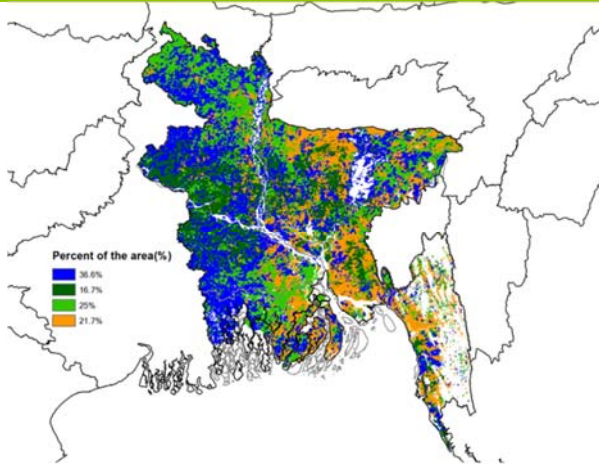 Percent of the area(%)
36.6%
16.7%
25%
21.7%